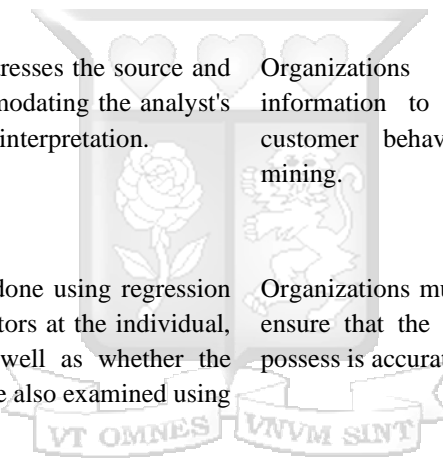 resses the source and
modating the analyst's
interpretation.
Organizations
information to
customer behav
mining.
done using regression
tors at the individual,
well as whether the
e also examined using
Organizations mu
ensure that the
possess is accurat
VT OMNES VNVM SINT